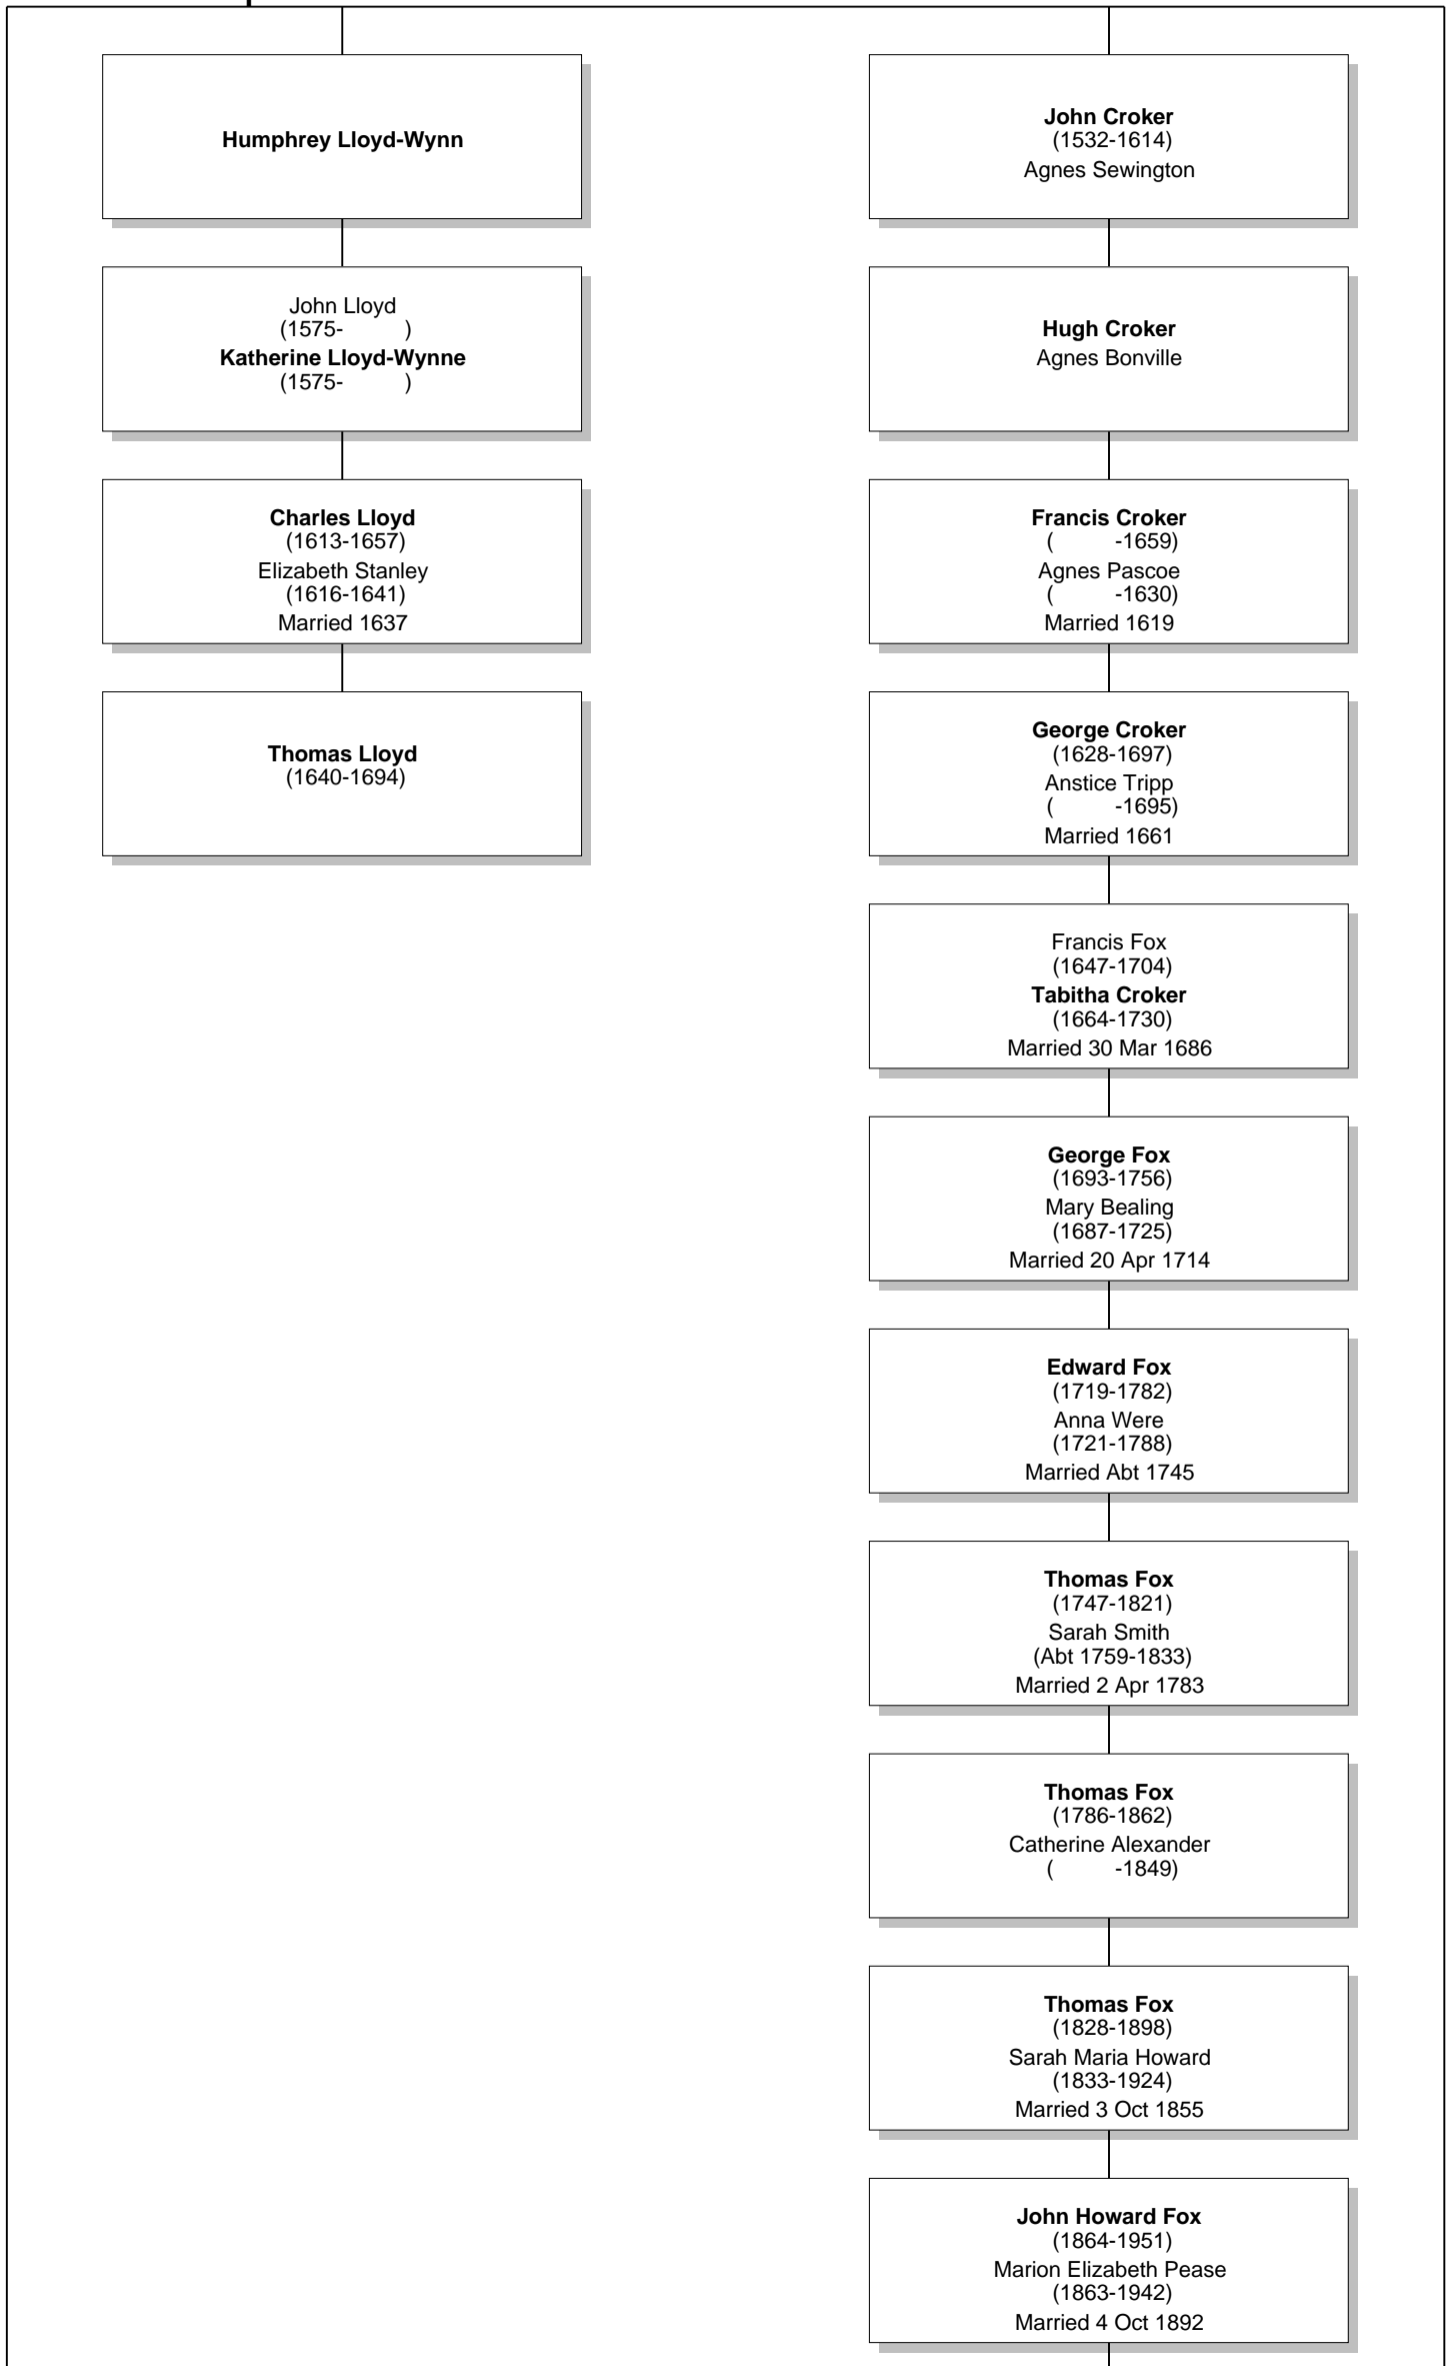 Humphrey Lloyd-Wynn
John Lloyd
(1575- )
Katherine Lloyd-Wynne
(1575- )
Charles Lloyd
(1613-1657)
Elizabeth Stanley
(1616-1641)
Married 1637
Thomas Lloyd
(1640-1694)
John Croker
(1532-1614)
Agnes Sewington
Hugh Croker
Agnes Bonville
Francis Croker
( -1659)
Agnes Pascoe
( -1630)
Married 1619
George Croker
(1628-1697)
Anstice Tripp
( -1695)
Married 1661
Francis Fox
(1647-1704)
Tabitha Croker
(1664-1730)
Married 30 Mar 1686
George Fox
(1693-1756)
Mary Bealing
(1687-1725)
Married 20 Apr 1714
Edward Fox
(1719-1782)
Anna Were
(1721-1788)
Married Abt 1745
Thomas Fox
(1747-1821)
Sarah Smith
(Abt 1759-1833)
Married 2 Apr 1783
Thomas Fox
(1786-1862)
Catherine Alexander
( -1849)
Thomas Fox
(1828-1898)
Sarah Maria Howard
(1833-1924)
Married 3 Oct 1855
John Howard Fox
(1864-1951)
Marion Elizabeth Pease
(1863-1942)
Married 4 Oct 1892